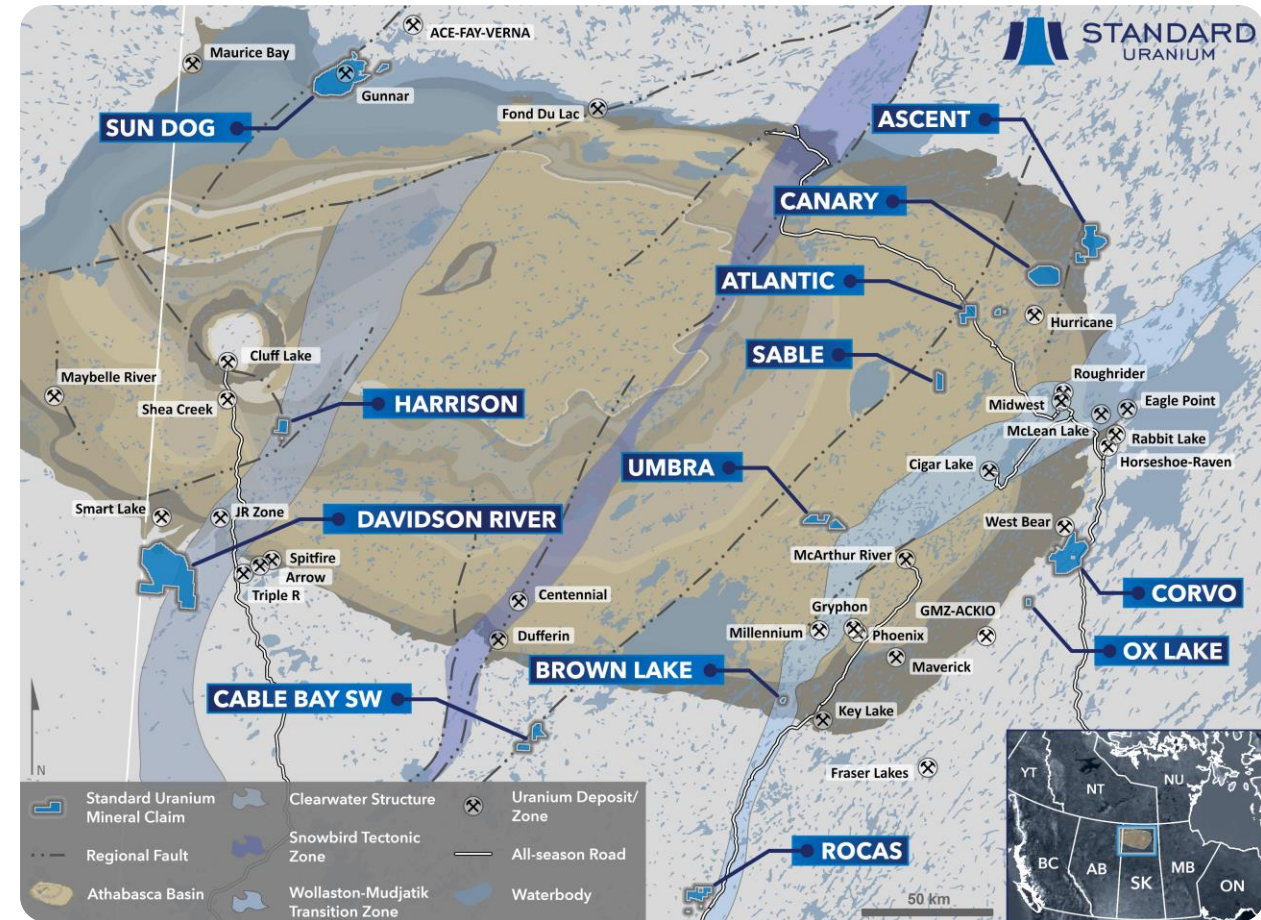 STANDARD
URANIUM
ACE-FAY-VERNA
Maurice Bay
Gunnar
SUN DOG
Fond Du Lac
ASCENT
CANARY
ATLANTIC
Hurricane
SABLE
Cluff Lake
Maybelle River
Shea Creek
HARRISON
Roughrider
Midwest
Eagle Point
McLean Lake
Rabbit Lake
Horseshoe-Raven
UMBRA
Cigar Lake
Smart Lake
JR Zone
DAVIDSON RIVER
West Bear
Spitfire
Arrow
Triple R
McArthur River
Centennial
CORVO
Gryphon
GMZ-ACKIO
Millennium
Phoenix
Dufferin
Maverick
OX LAKE
BROWN LAKE
CABLE BAY SW
Key Lake
Fraser Lakes
ROCAS
N
Standard Uranium
Mineral Claim
Regional Fault
Athabasca Basin
Clearwater Structure
Snowbird Tectonic
Zone
Wollaston-Mudjatik
Transition Zone
Uranium Deposit/
Zone
All-season Road
Waterbody
50 km
YT
NT
NU
BC
AB
SK
MB
ON